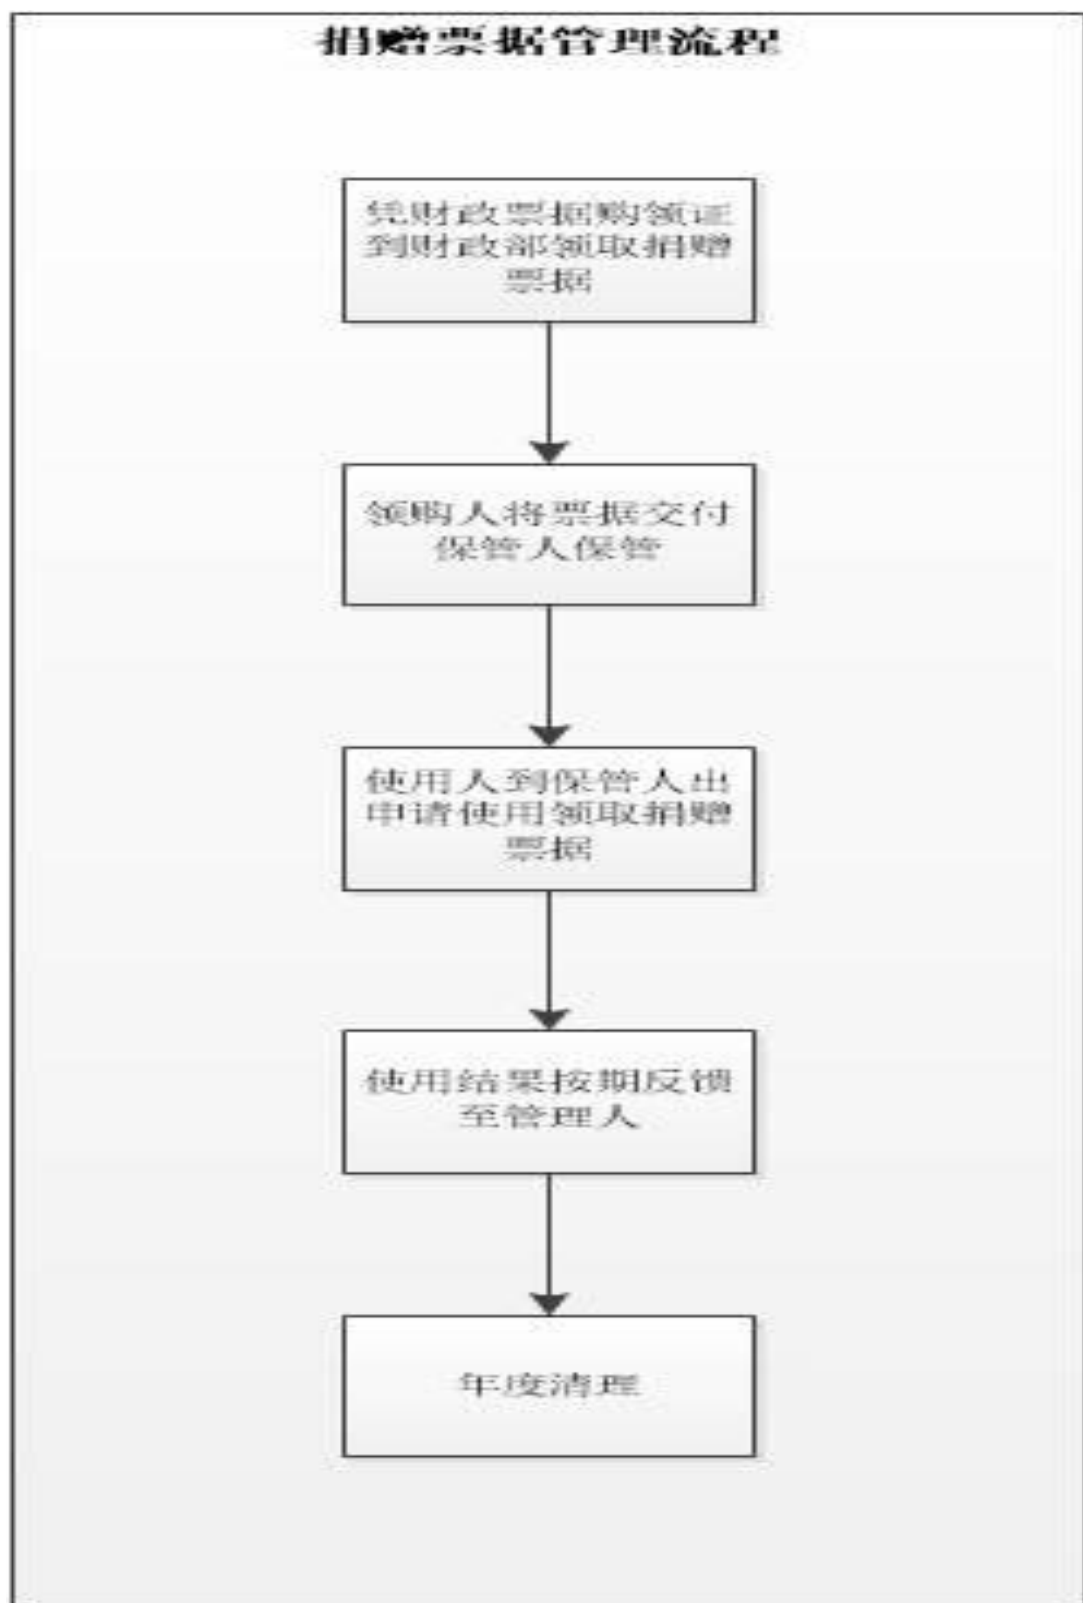 捐赠票据管理流程
凭财政票据购领证
到财政部领取捐赠
票据
领购人将票据交付
保管人保管
使用人到保管人出
申请使用领取捐赠
票据
使用结果按期反馈
至管理人
年度清理